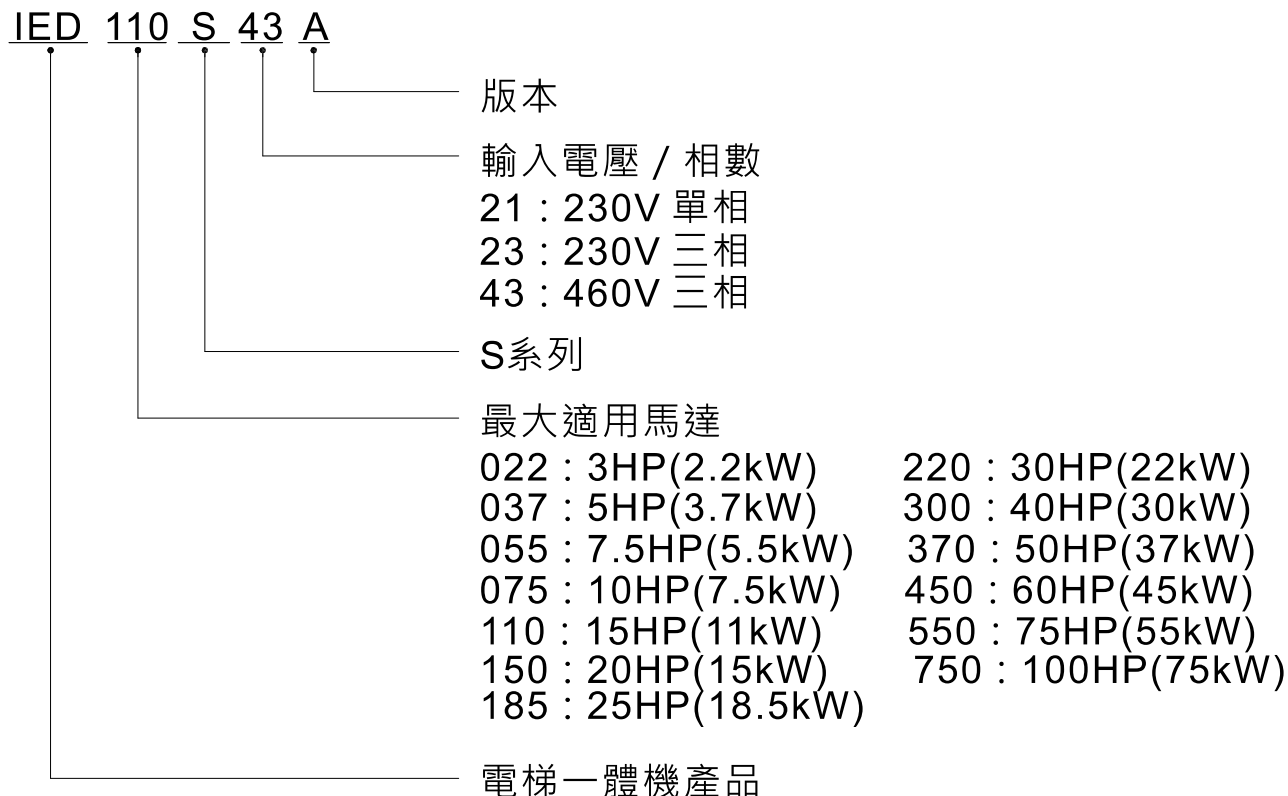 IED 110 S 43 A
版本
輸入電壓 / 相數
21 : 230V 單相
23 : 230V 三相
43 : 460V 三相
S系列
最大適用馬達
022 : 3HP(2.2kW) 220 : 30HP(22kW)
037 : 5HP(3.7kW) 300 : 40HP(30kW)
055 : 7.5HP(5.5kW) 370 : 50HP(37kW)
075 : 10HP(7.5kW) 450 : 60HP(45kW)
110 : 15HP(11kW) 550 : 75HP(55kW)
150 : 20HP(15kW) 750 : 100HP(75kW)
185 : 25HP(18.5kW)
電梯一體機產品